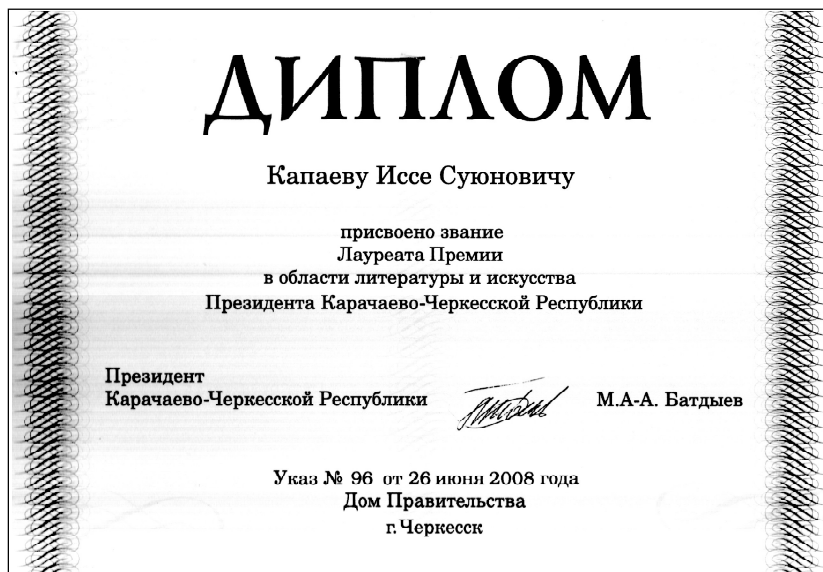 ДИПЛОМ
Капаеву Иссе Суюновичу
присвоено звание
Лауреата Премии
в области литературы и искусства
Президента Карачаево-Черкесской Республики
Президент
Карачаево-Черкесской Республики М.А-А. Батдыев
Указ № 96 от 26 июня 2008 года
Дом Правительства
г. Черкесск